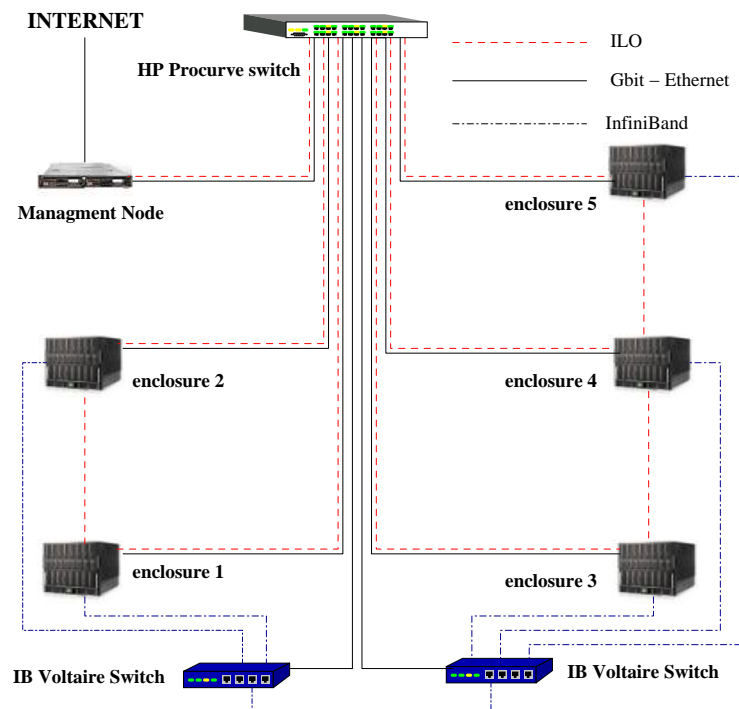 INTERNET
HP Procurve switch
ILO
Gbit – Ethernet
InfiniBand
Managment Node
enclosure 5
enclosure 2
enclosure 4
enclosure 1
enclosure 3
IB Voltaire Switch
IB Voltaire Switch